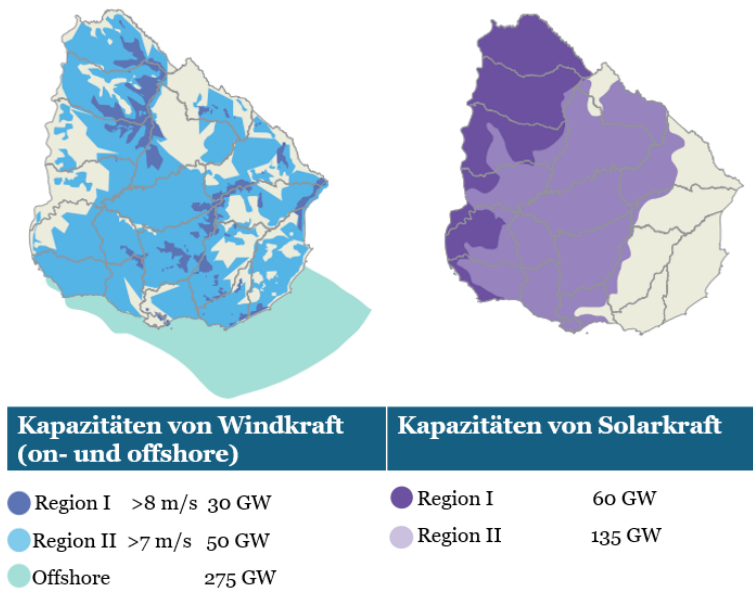 Kapazitäten von Windkraft
(on- und offshore)
Kapazitäten von Solarkraft
Region I >8 m/s 30 GW
Region II >7 m/s 50 GW
Offshore 275 GW
Region I 60 GW
Region II 135 GW